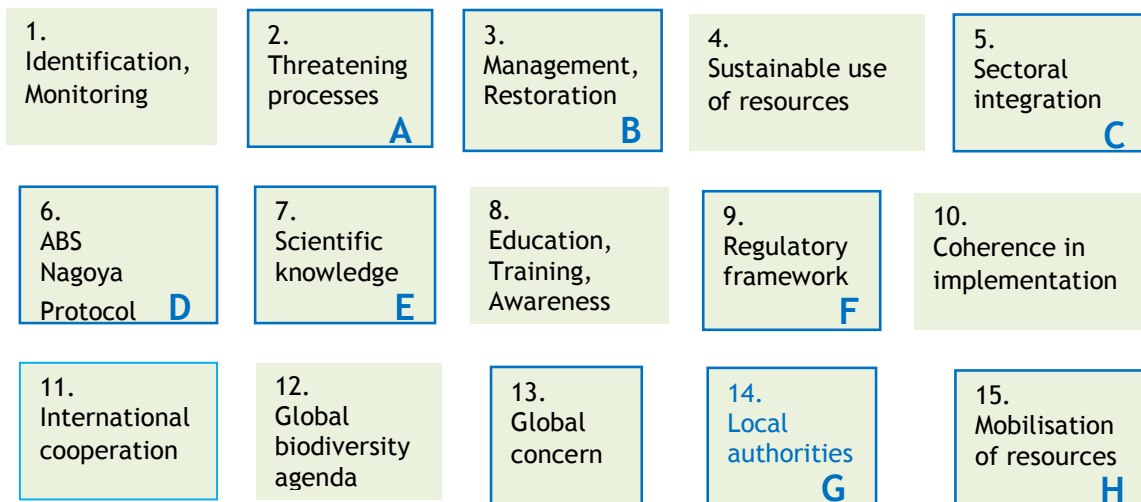 1.
Identification,
Monitoring
2.
Threatening
processes
A
3.
Management,
Restoration
B
4.
Sustainable use
of resources
5.
Sectoral
integration
C
6.
ABS
Nagoya
Protocol D
7.
Scientific
knowledge
E
8.
Education,
Training,
Awareness
9.
Regulatory
framework
F
10.
Coherence in
implementation
11.
International
cooperation
12.
Global
biodiversity
agenda
13.
Global
concern
14.
Local
authorities
G
15.
Mobilisation
of resources
H